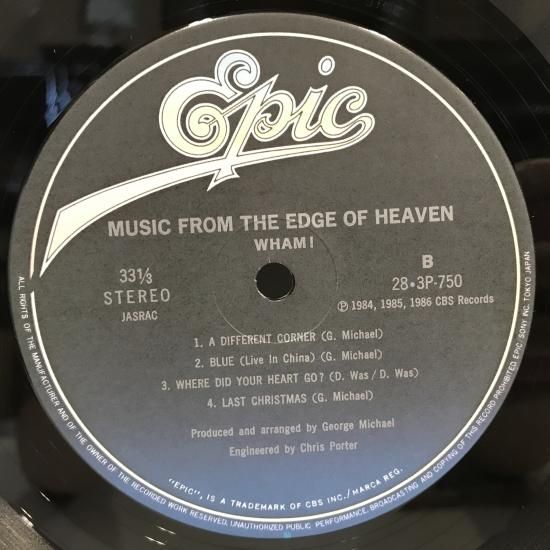 Epic
MUSIC FROM THE EDGE OF HEAVEN
WHAM!
33⅓
STEREO
JASRAC
B
28•3P-750
℗ 1984, 1985, 1986 CBS Records
1. A DIFFERENT CORNER (G. Michael)
2. BLUE (Live In China) (G. Michael)
3. WHERE DID YOUR HEART GO? (D. Was / D. Was)
4. LAST CHRISTMAS (G. Michael)
Produced and arranged by George Michael
Engineered by Chris Porter
"EPIC", IS A TRADEMARK OF CBS INC./MARCA REG.
ALL RIGHTS OF THE MANUFACTURER AND OF THE OWNER OF THE RECORDED WORK RESERVED. UNAUTHORIZED PUBLIC PERFORMANCE, BROADCASTING AND COPYING OF THIS RECORD PROHIBITED. EPIC. SONY INC. TOKYO JAPAN